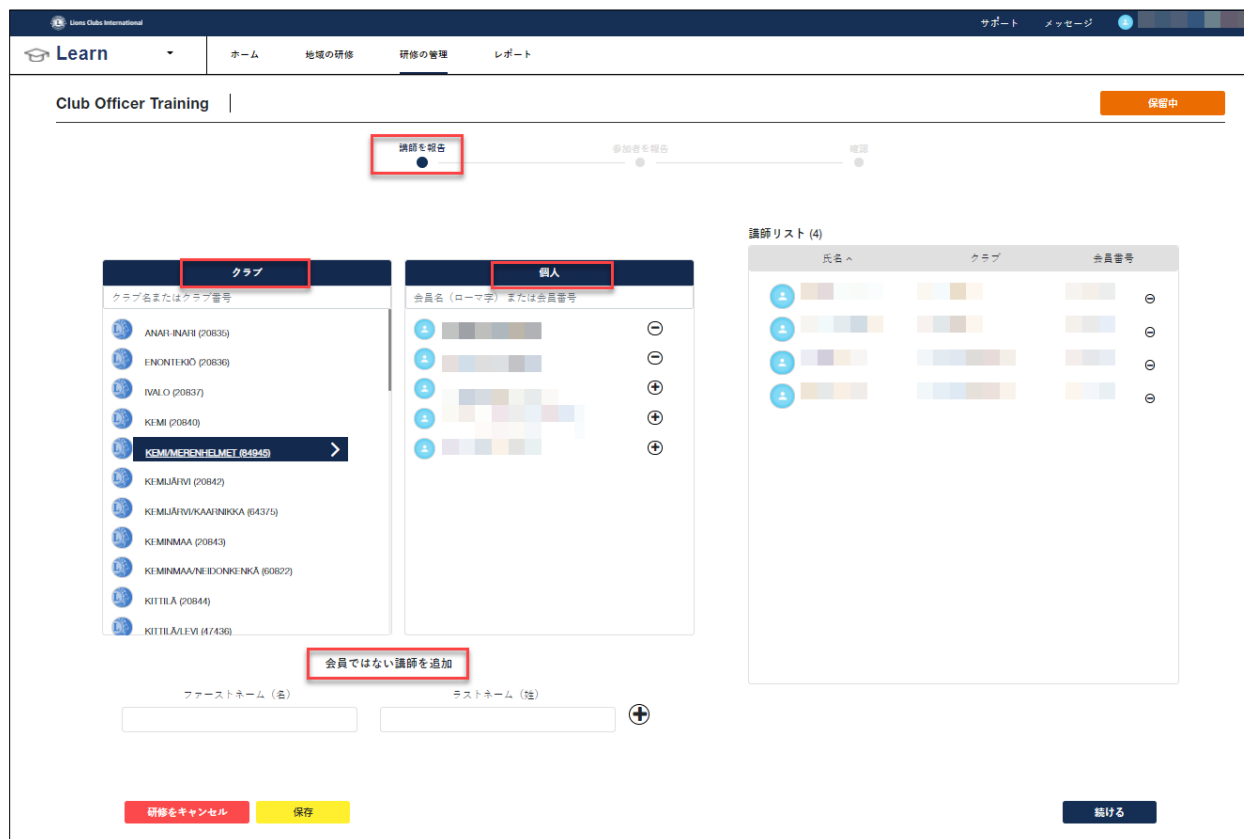 Lions Clubs International
サポート メッセージ
Learn ホーム 地域の研修 研修の管理 レポート
Club Officer Training
保留中
講師を報告 参加者を報告 確認
講師リスト (4)
氏名 クラブ 会員番号
クラブ
クラブ名またはクラブ番号
ANAR-INARI (20835)
ENONTEKIÖ (20836)
IVALO (20837)
KEMI (20840)
KEMI/MERENHELMET (84945)
KEMIJÄRVI (20842)
KEMIJÄRVI/KAARNIKKA (64375)
KEMINMAA (20843)
KEMINMAA/NEIDONKENKÄ (60822)
KITTILÄ (20844)
KITTILÄ/LEVI (47436)
個人
会員名（ローマ字） または会員番号
会員ではない講師を追加
ファーストネーム（名） ラストネーム（姓）
研修をキャンセル 保存 続ける